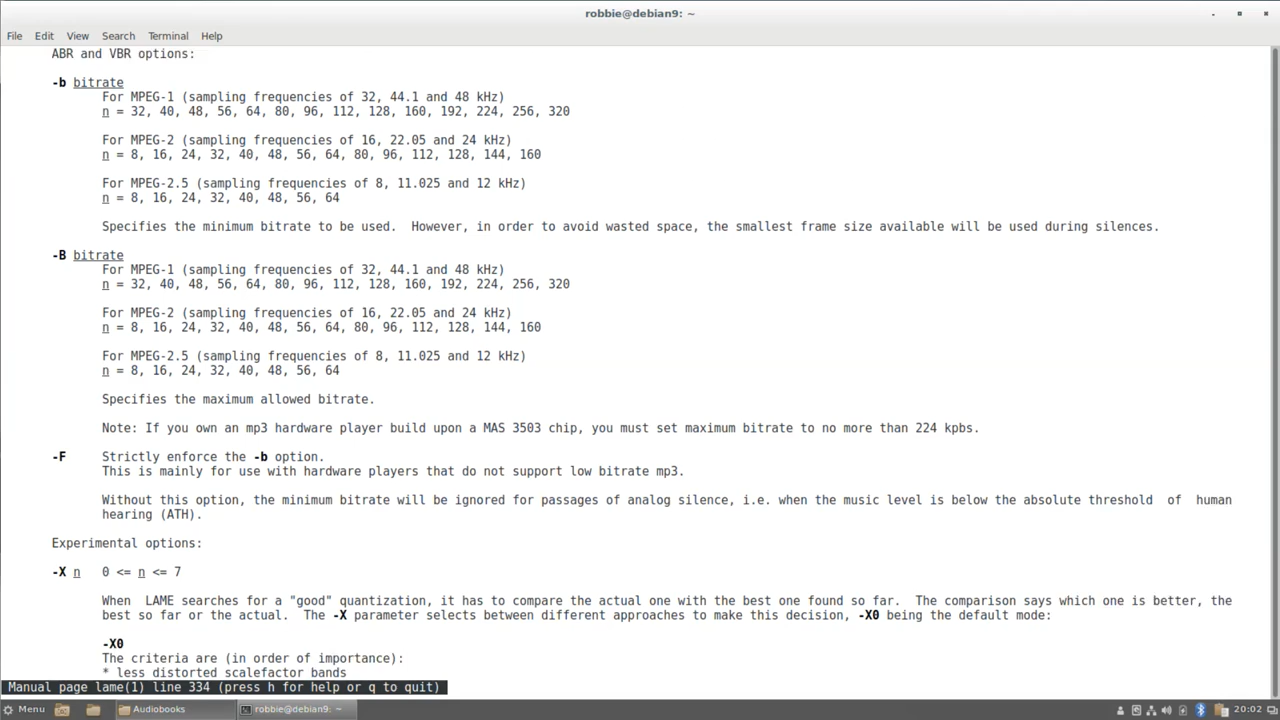 robbie@debian9: ~
File Edit View Search Terminal Help
ABR and VBR options:
-b bitrate
For MPEG-1 (sampling frequencies of 32, 44.1 and 48 kHz)
n = 32, 40, 48, 56, 64, 80, 96, 112, 128, 160, 192, 224, 256, 320
For MPEG-2 (sampling frequencies of 16, 22.05 and 24 kHz)
n = 8, 16, 24, 32, 40, 48, 56, 64, 80, 96, 112, 128, 144, 160
For MPEG-2.5 (sampling frequencies of 8, 11.025 and 12 kHz)
n = 8, 16, 24, 32, 40, 48, 56, 64
Specifies the minimum bitrate to be used.  However, in order to avoid wasted space, the smallest frame size available will be used during silences.
-B bitrate
For MPEG-1 (sampling frequencies of 32, 44.1 and 48 kHz)
n = 32, 40, 48, 56, 64, 80, 96, 112, 128, 160, 192, 224, 256, 320
For MPEG-2 (sampling frequencies of 16, 22.05 and 24 kHz)
n = 8, 16, 24, 32, 40, 48, 56, 64, 80, 96, 112, 128, 144, 160
For MPEG-2.5 (sampling frequencies of 8, 11.025 and 12 kHz)
n = 8, 16, 24, 32, 40, 48, 56, 64
Specifies the maximum allowed bitrate.
Note: If you own an mp3 hardware player build upon a MAS 3503 chip, you must set maximum bitrate to no more than 224 kpbs.
-F Strictly enforce the -b option.
This is mainly for use with hardware players that do not support low bitrate mp3.
Without this option, the minimum bitrate will be ignored for passages of analog silence, i.e. when the music level is below the absolute threshold  of  human
hearing (ATH).
Experimental options:
-X n 0 <= n <= 7
When  LAME searches for a "good" quantization, it has to compare the actual one with the best one found so far.  The comparison says which one is better, the
best so far or the actual.  The -X parameter selects between different approaches to make this decision, -X0 being the default mode:
-X0
The criteria are (in order of importance):
* less distorted scalefactor bands
Manual page lame(1) line 334 (press h for help or q to quit)
Menu Audiobooks robbie@debian9: ~ 20:02